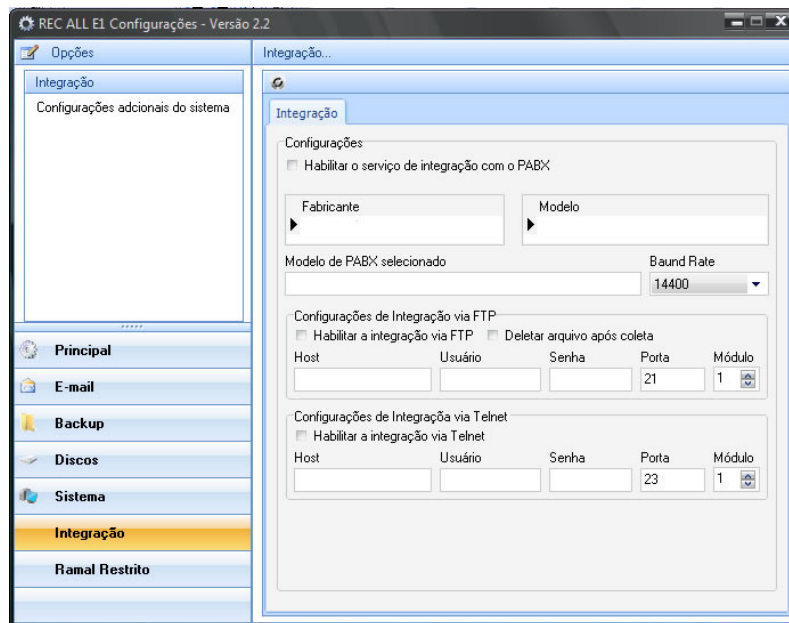 REC ALL E1 Configurações - Versão 2.2
Opções
Integração...
Integração
Configurações adcionais do sistema
Integração
Configurações
Habilitar o serviço de integração com o PABX
Fabricante
Modelo
Modelo de PABX selecionado
Baund Rate
14400
Configurações de Integração via FTP
Habilitar a integração via FTP
Deletar arquivo após coleta
Host
Usuário
Senha
Porta
Módulo
21
1
Configurações de Integraçõa via Telnet
Habilitar a integração via Telnet
Host
Usuário
Senha
Porta
Módulo
23
1
Principal
E-mail
Backup
Discos
Sistema
Integração
Ramal Restrito